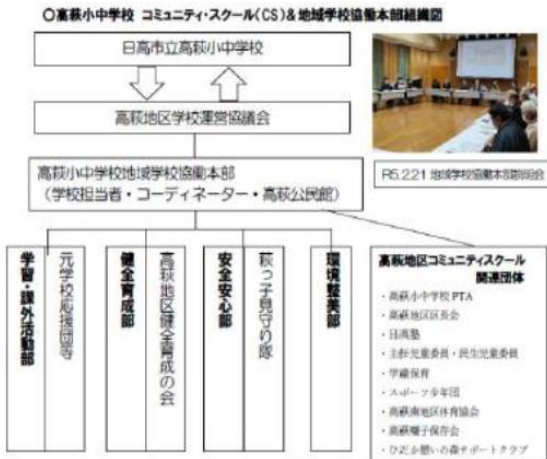 ○高萩小中学校 コミュニティ・スクール(CS)&地域学校協働本部組織図
日高市立高萩小中学校
高萩地区学校運営協議会
高萩小中学校地域学校協働本部
(学校担当者・コーディネーター・高萩公民館)
R5.2.21 地域学校協働本部説明会
学習・課外活動部
元学校応援団等
健全育成部
高萩地区健全育成の会
安全安心部
萩っ子見守り隊
環境整美部
高萩地区コミュニティスクール
関連団体
・高萩小中学校 PTA
・高萩地区区長会
・日高塾
・主任児童委員・民生児童委員
・学童保育
・スポーツ少年団
・高萩南地区体育協会
・高萩囃子保存会
・ひだか憩いの森サポートクラブ